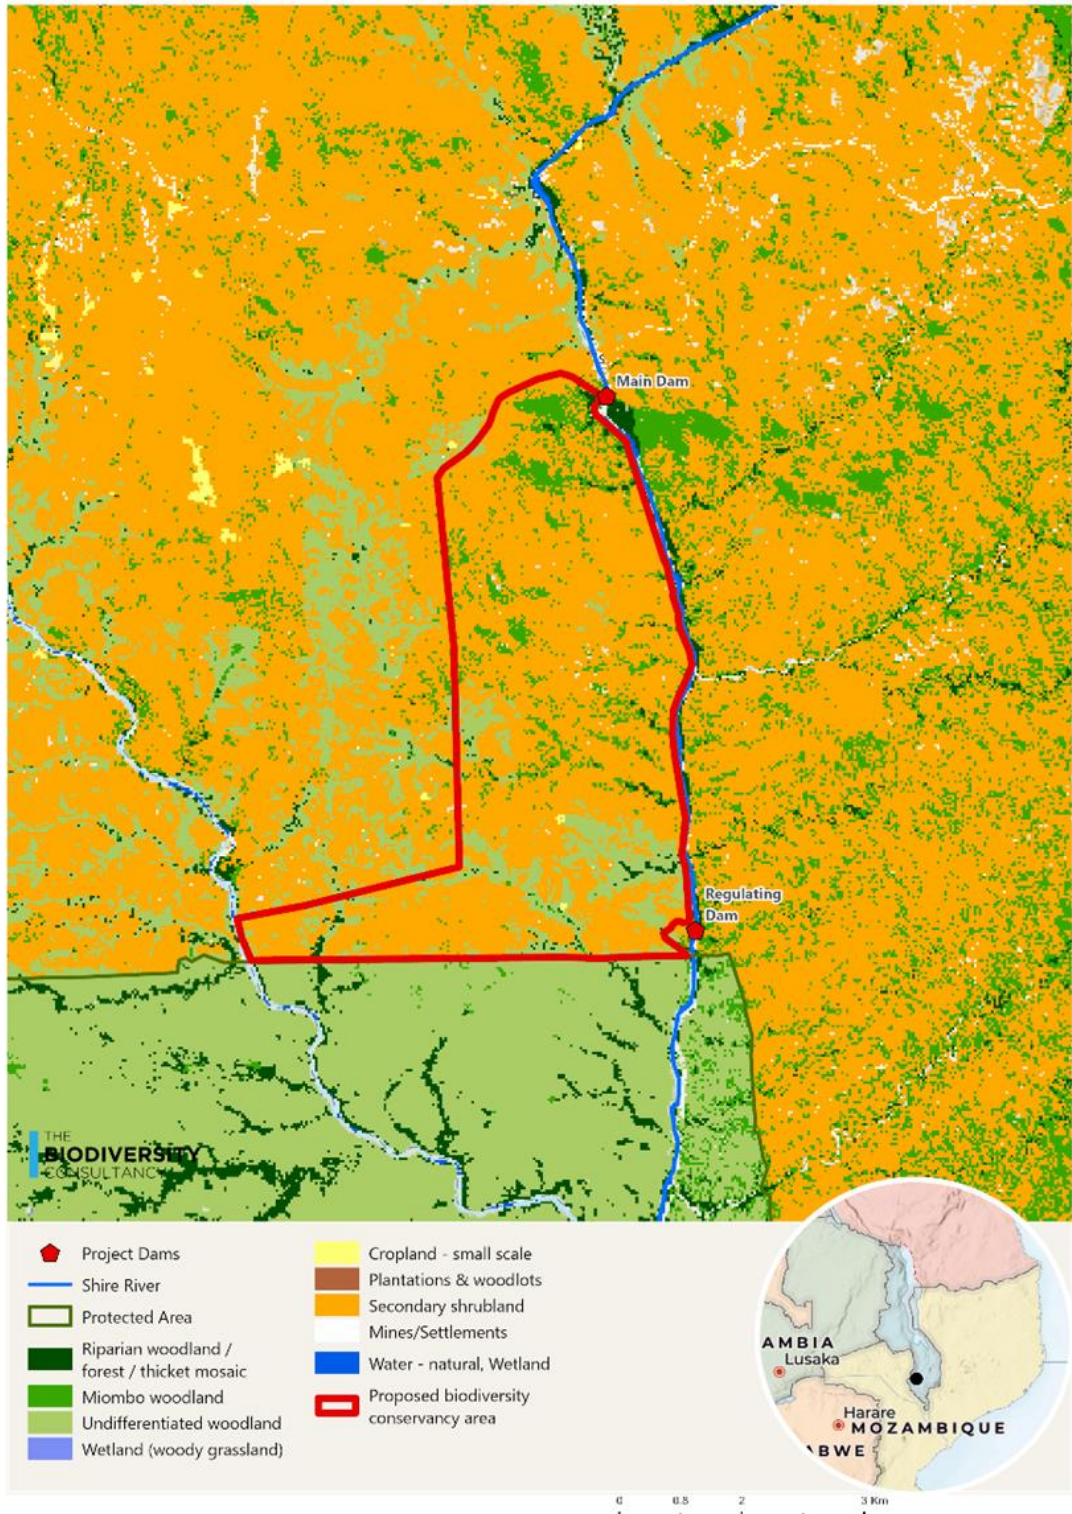 Main Dam
Regulating
Dam
THE
BIODIVERSITY
CONSULTANCY
Project Dams
Shire River
Protected Area
Riparian woodland /
forest / thicket mosaic
Miombo woodland
Undifferentiated woodland
Wetland (woody grassland)
Cropland - small scale
Plantations & woodlots
Secondary shrubland
Mines/Settlements
Water - natural, Wetland
Proposed biodiversity
conservancy area
AMBIA
Lusaka
Harare
MOZAMBIQUE
ABWE
0 0.8 2 3 Km